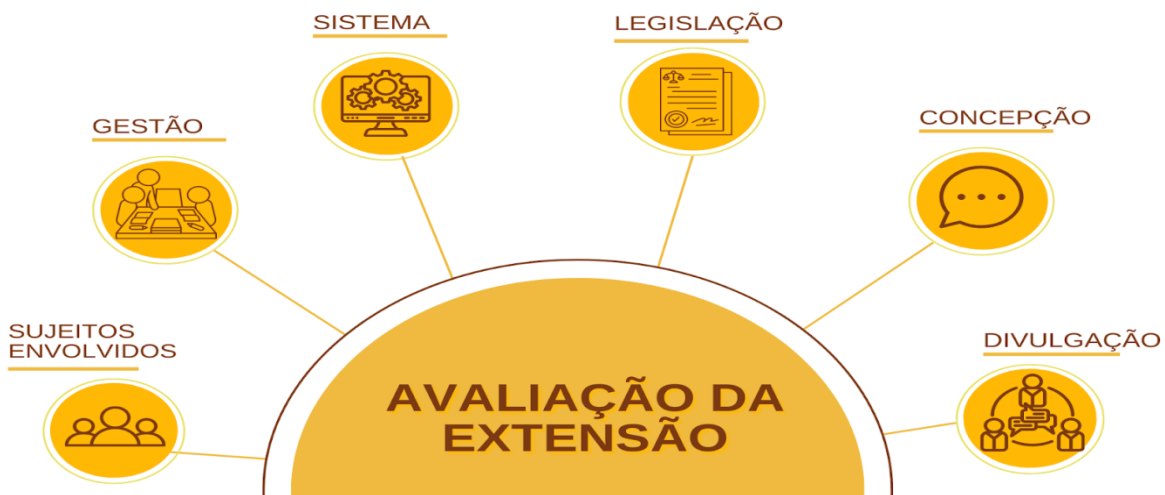 SISTEMA
LEGISLAÇÃO
GESTÃO
CONCEPÇÃO
SUJEITOS
ENVOLVIDOS
DIVULGAÇÃO
AVALIAÇÃO DA
EXTENSÃO